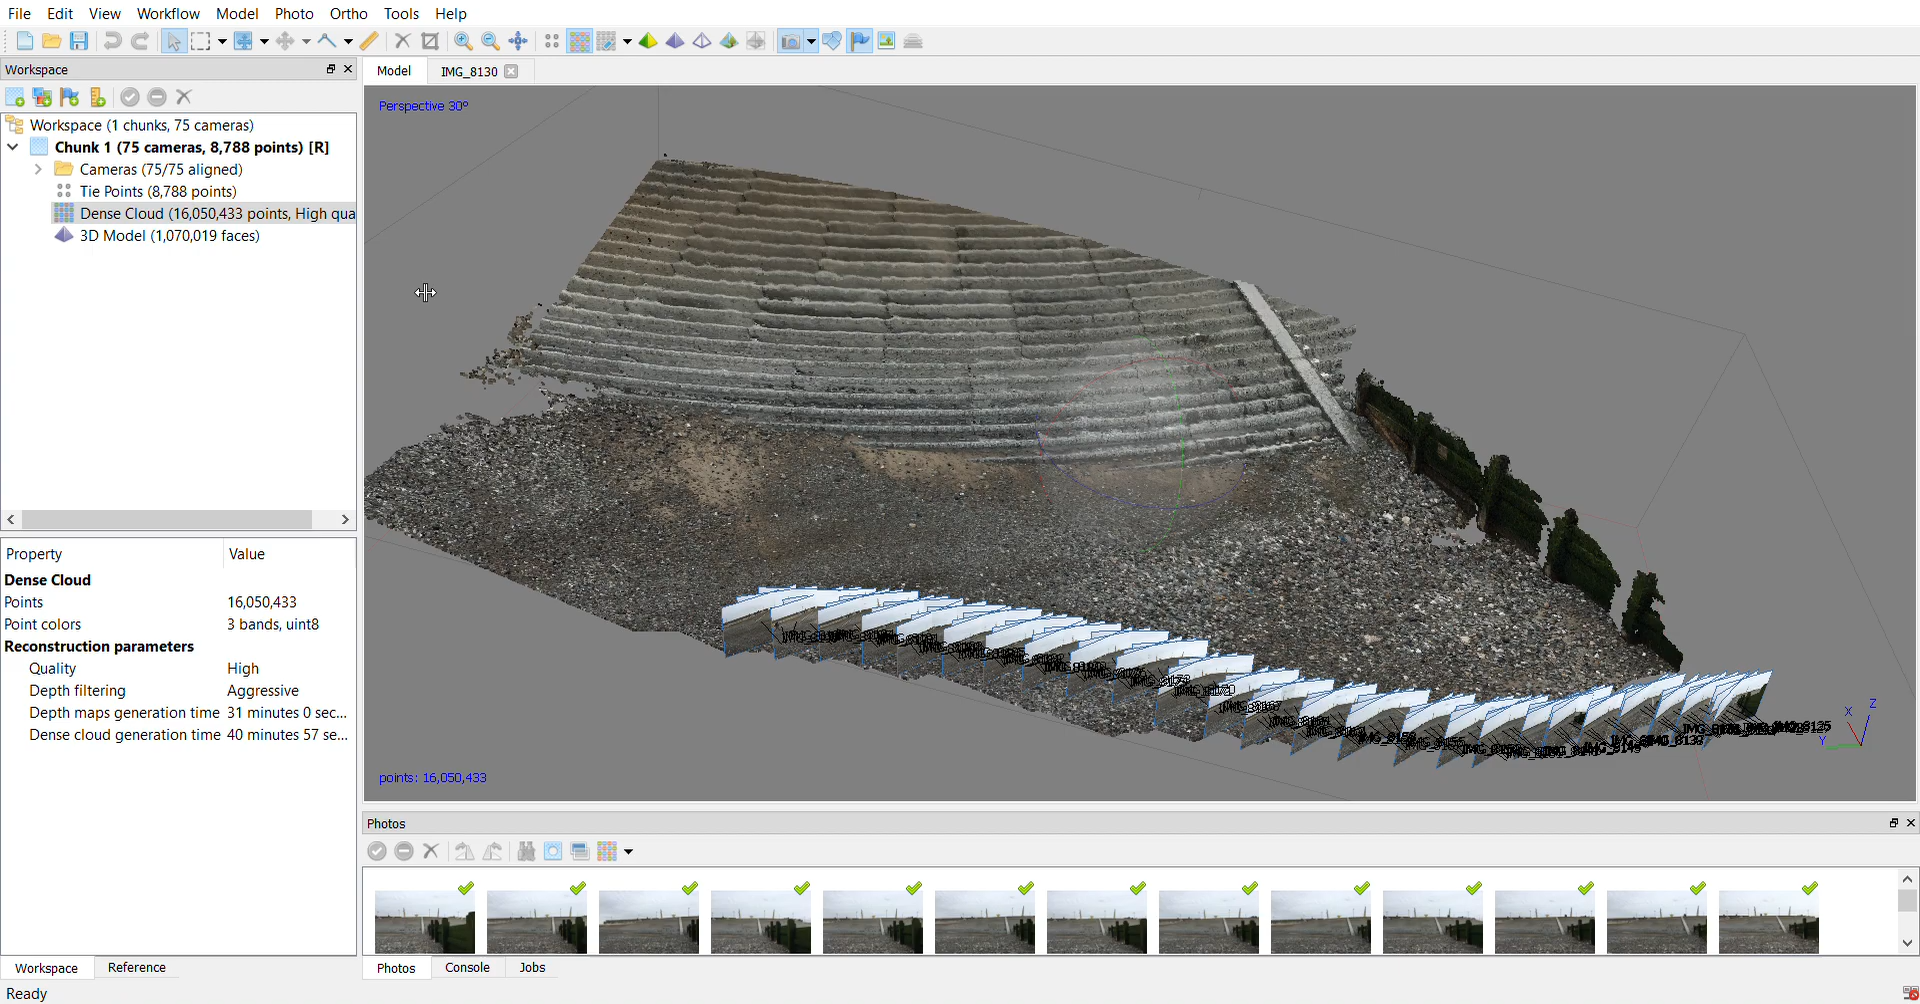 File Edit View Workflow Model Photo Ortho Tools Help
Workspace
Model IMG_8130
Workspace (1 chunks, 75 cameras)
Chunk 1 (75 cameras, 8,788 points) [R]
Cameras (75/75 aligned)
Tie Points (8,788 points)
Dense Cloud (16,050,433 points, High qua
3D Model (1,070,019 faces)
Property Value
Dense Cloud
Points 16,050,433
Point colors 3 bands, uint8
Reconstruction parameters
Quality High
Depth filtering Aggressive
Depth maps generation time 31 minutes 0 sec...
Dense cloud generation time 40 minutes 57 se...
Workspace Reference
Ready
Perspective 30°
X
Z
Y
points: 16,050,433
Photos
Photos Console Jobs